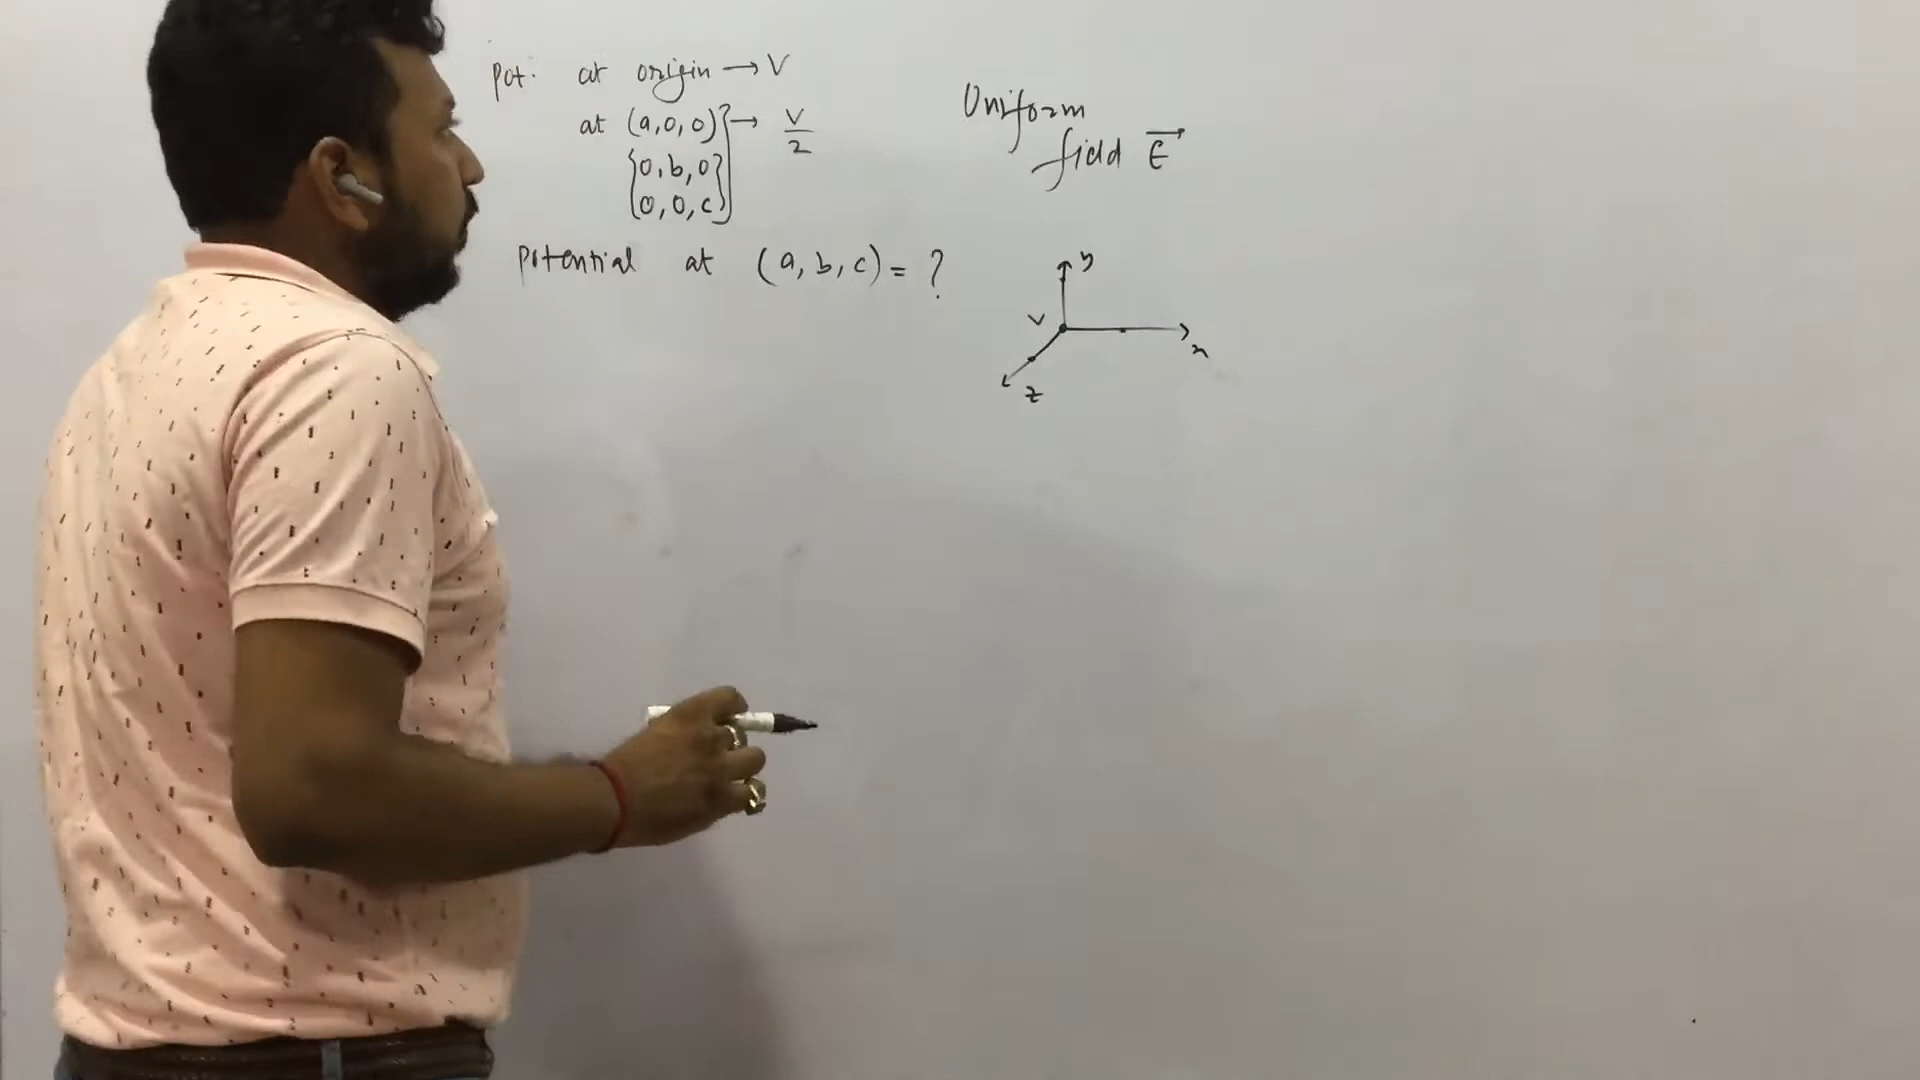 pot. at origin → V
at (a,0,0) → V/2
{0,b,0}
(0,0,c)
potential at (a, b, c) = ?
Uniform
field E⃗
y
V
x
z